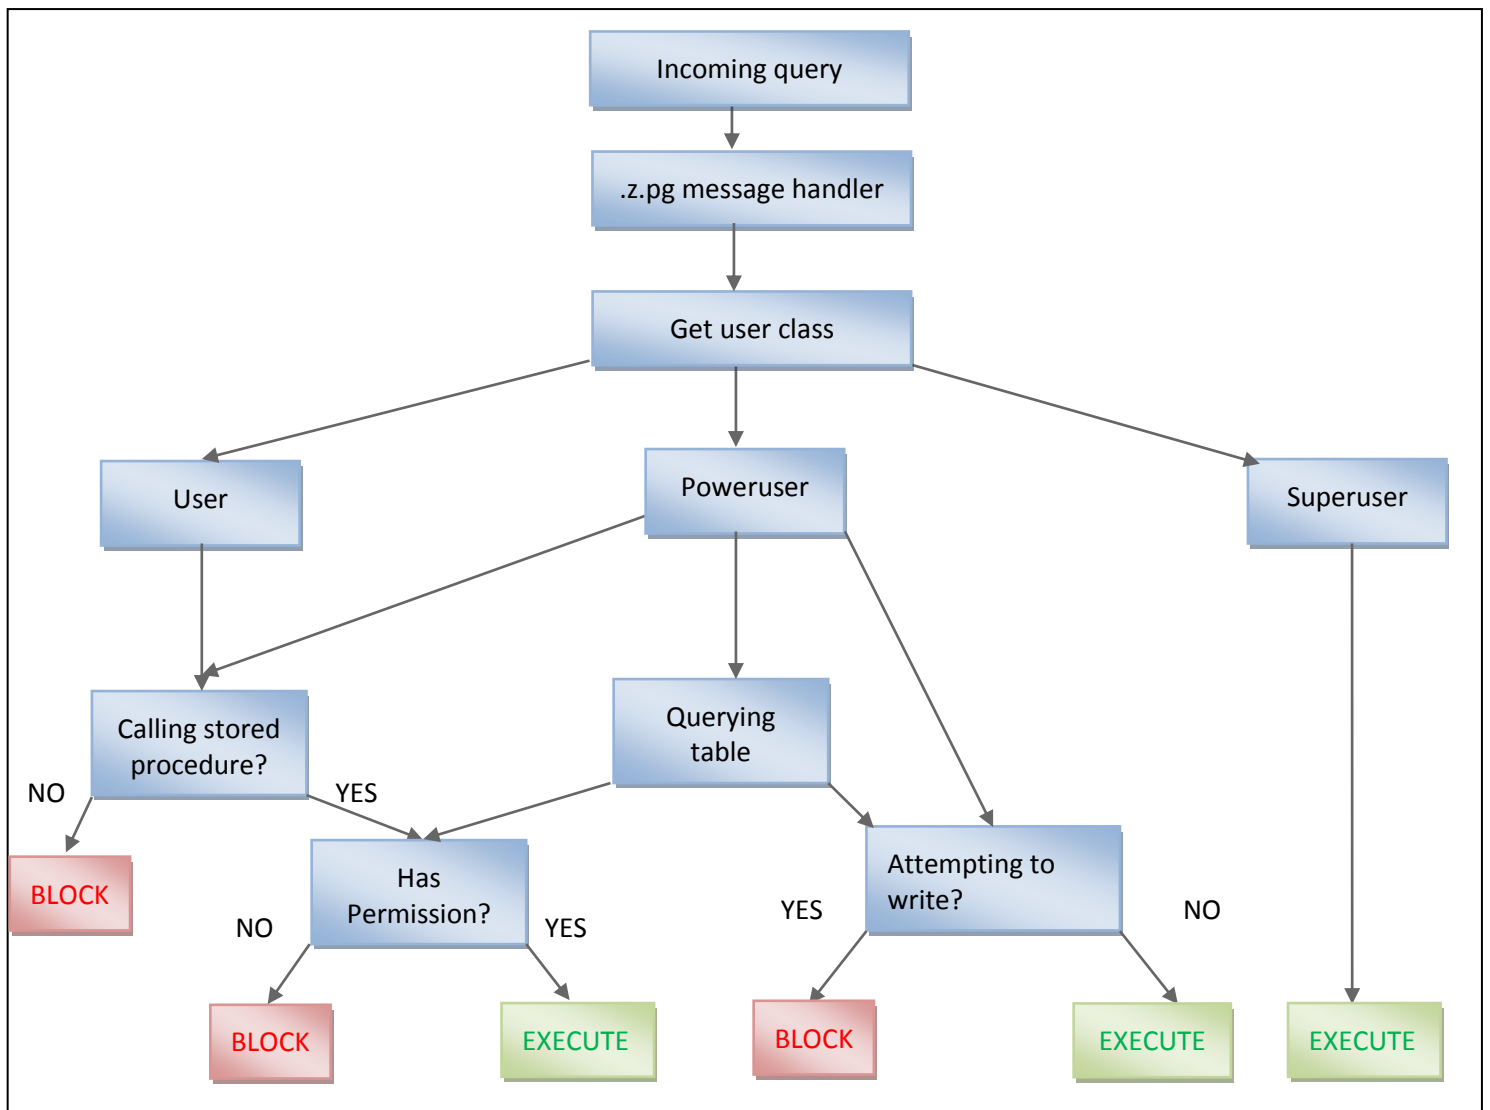 Incoming query
.z.pg message handler
Get user class
User
Poweruser
Superuser
Calling stored
procedure?
Querying
table
NO
YES
BLOCK
Has
Permission?
Attempting to
write?
NO
YES
YES
NO
BLOCK
EXECUTE
BLOCK
EXECUTE
EXECUTE